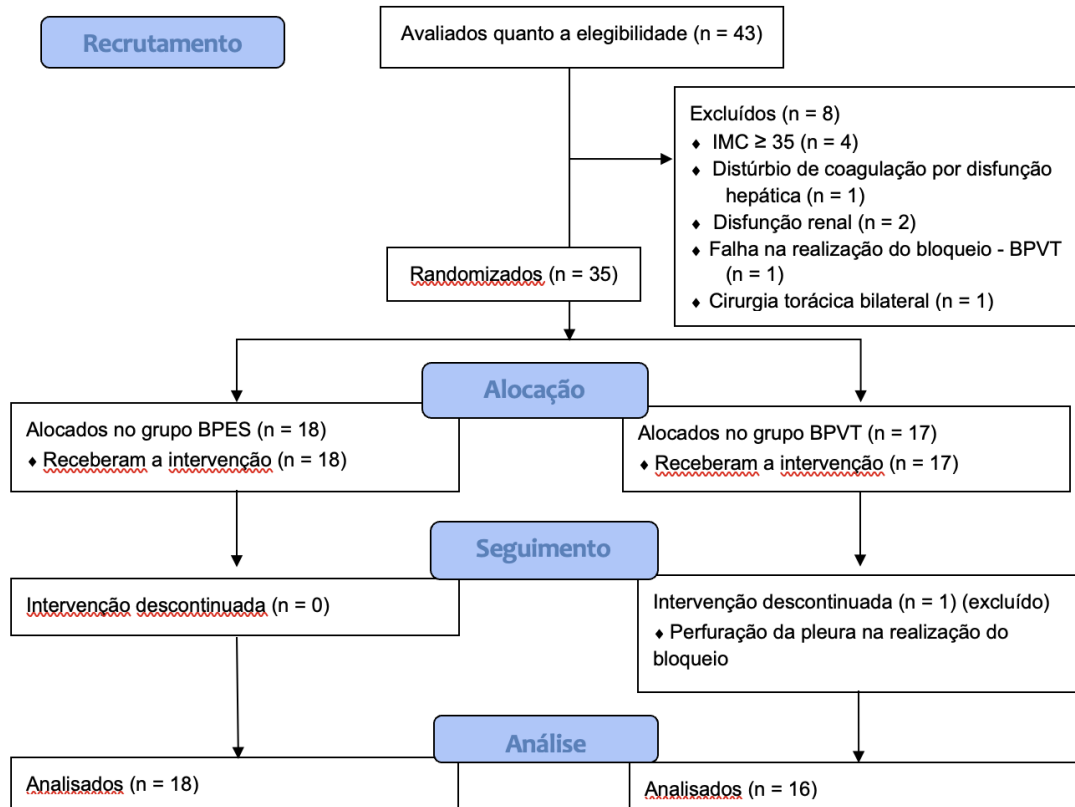 Recrutamento
Avaliados quanto a elegibilidade (n = 43)
Excluídos (n = 8)
♦ IMC ≥ 35 (n = 4)
♦ Distúrbio de coagulação por disfunção
hepática (n = 1)
♦ Disfunção renal (n = 2)
♦ Falha na realização do bloqueio - BPVT
(n = 1)
♦ Cirurgia torácica bilateral (n = 1)
Randomizados (n = 35)
Alocação
Alocados no grupo BPES (n = 18)
♦ Receberam a intervenção (n = 18)
Alocados no grupo BPVT (n = 17)
♦ Receberam a intervenção (n = 17)
Seguimento
Intervenção descontinuada (n = 0)
Intervenção descontinuada (n = 1) (excluído)
♦ Perfuração da pleura na realização do
bloqueio
Análise
Analisados (n = 18)
Analisados (n = 16)